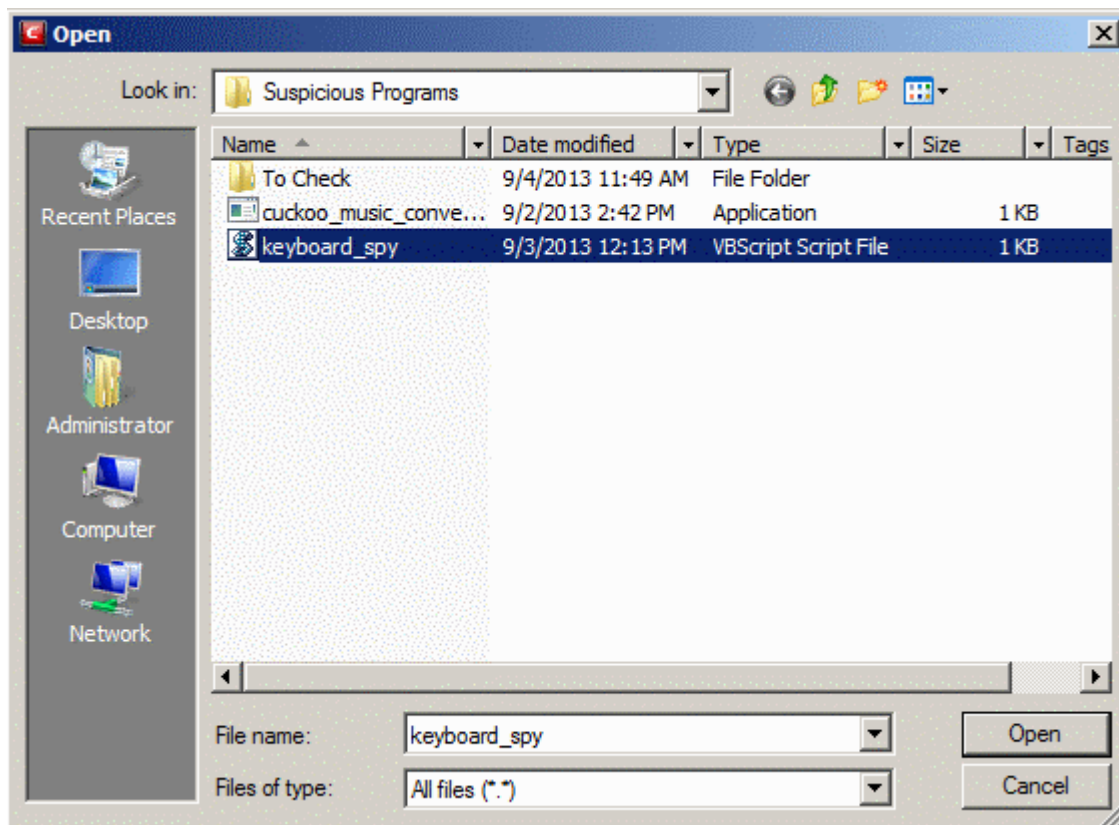 Open
Look in: Suspicious Programs
Name Date modified Type Size Tags
To Check 9/4/2013 11:49 AM File Folder
cuckoo_music_conve... 9/2/2013 2:42 PM Application 1 KB
keyboard_spy 9/3/2013 12:13 PM VBScript Script File 1 KB
Recent Places
Desktop
Administrator
Computer
Network
File name: keyboard_spy Open
Files of type: All files (*.*) Cancel